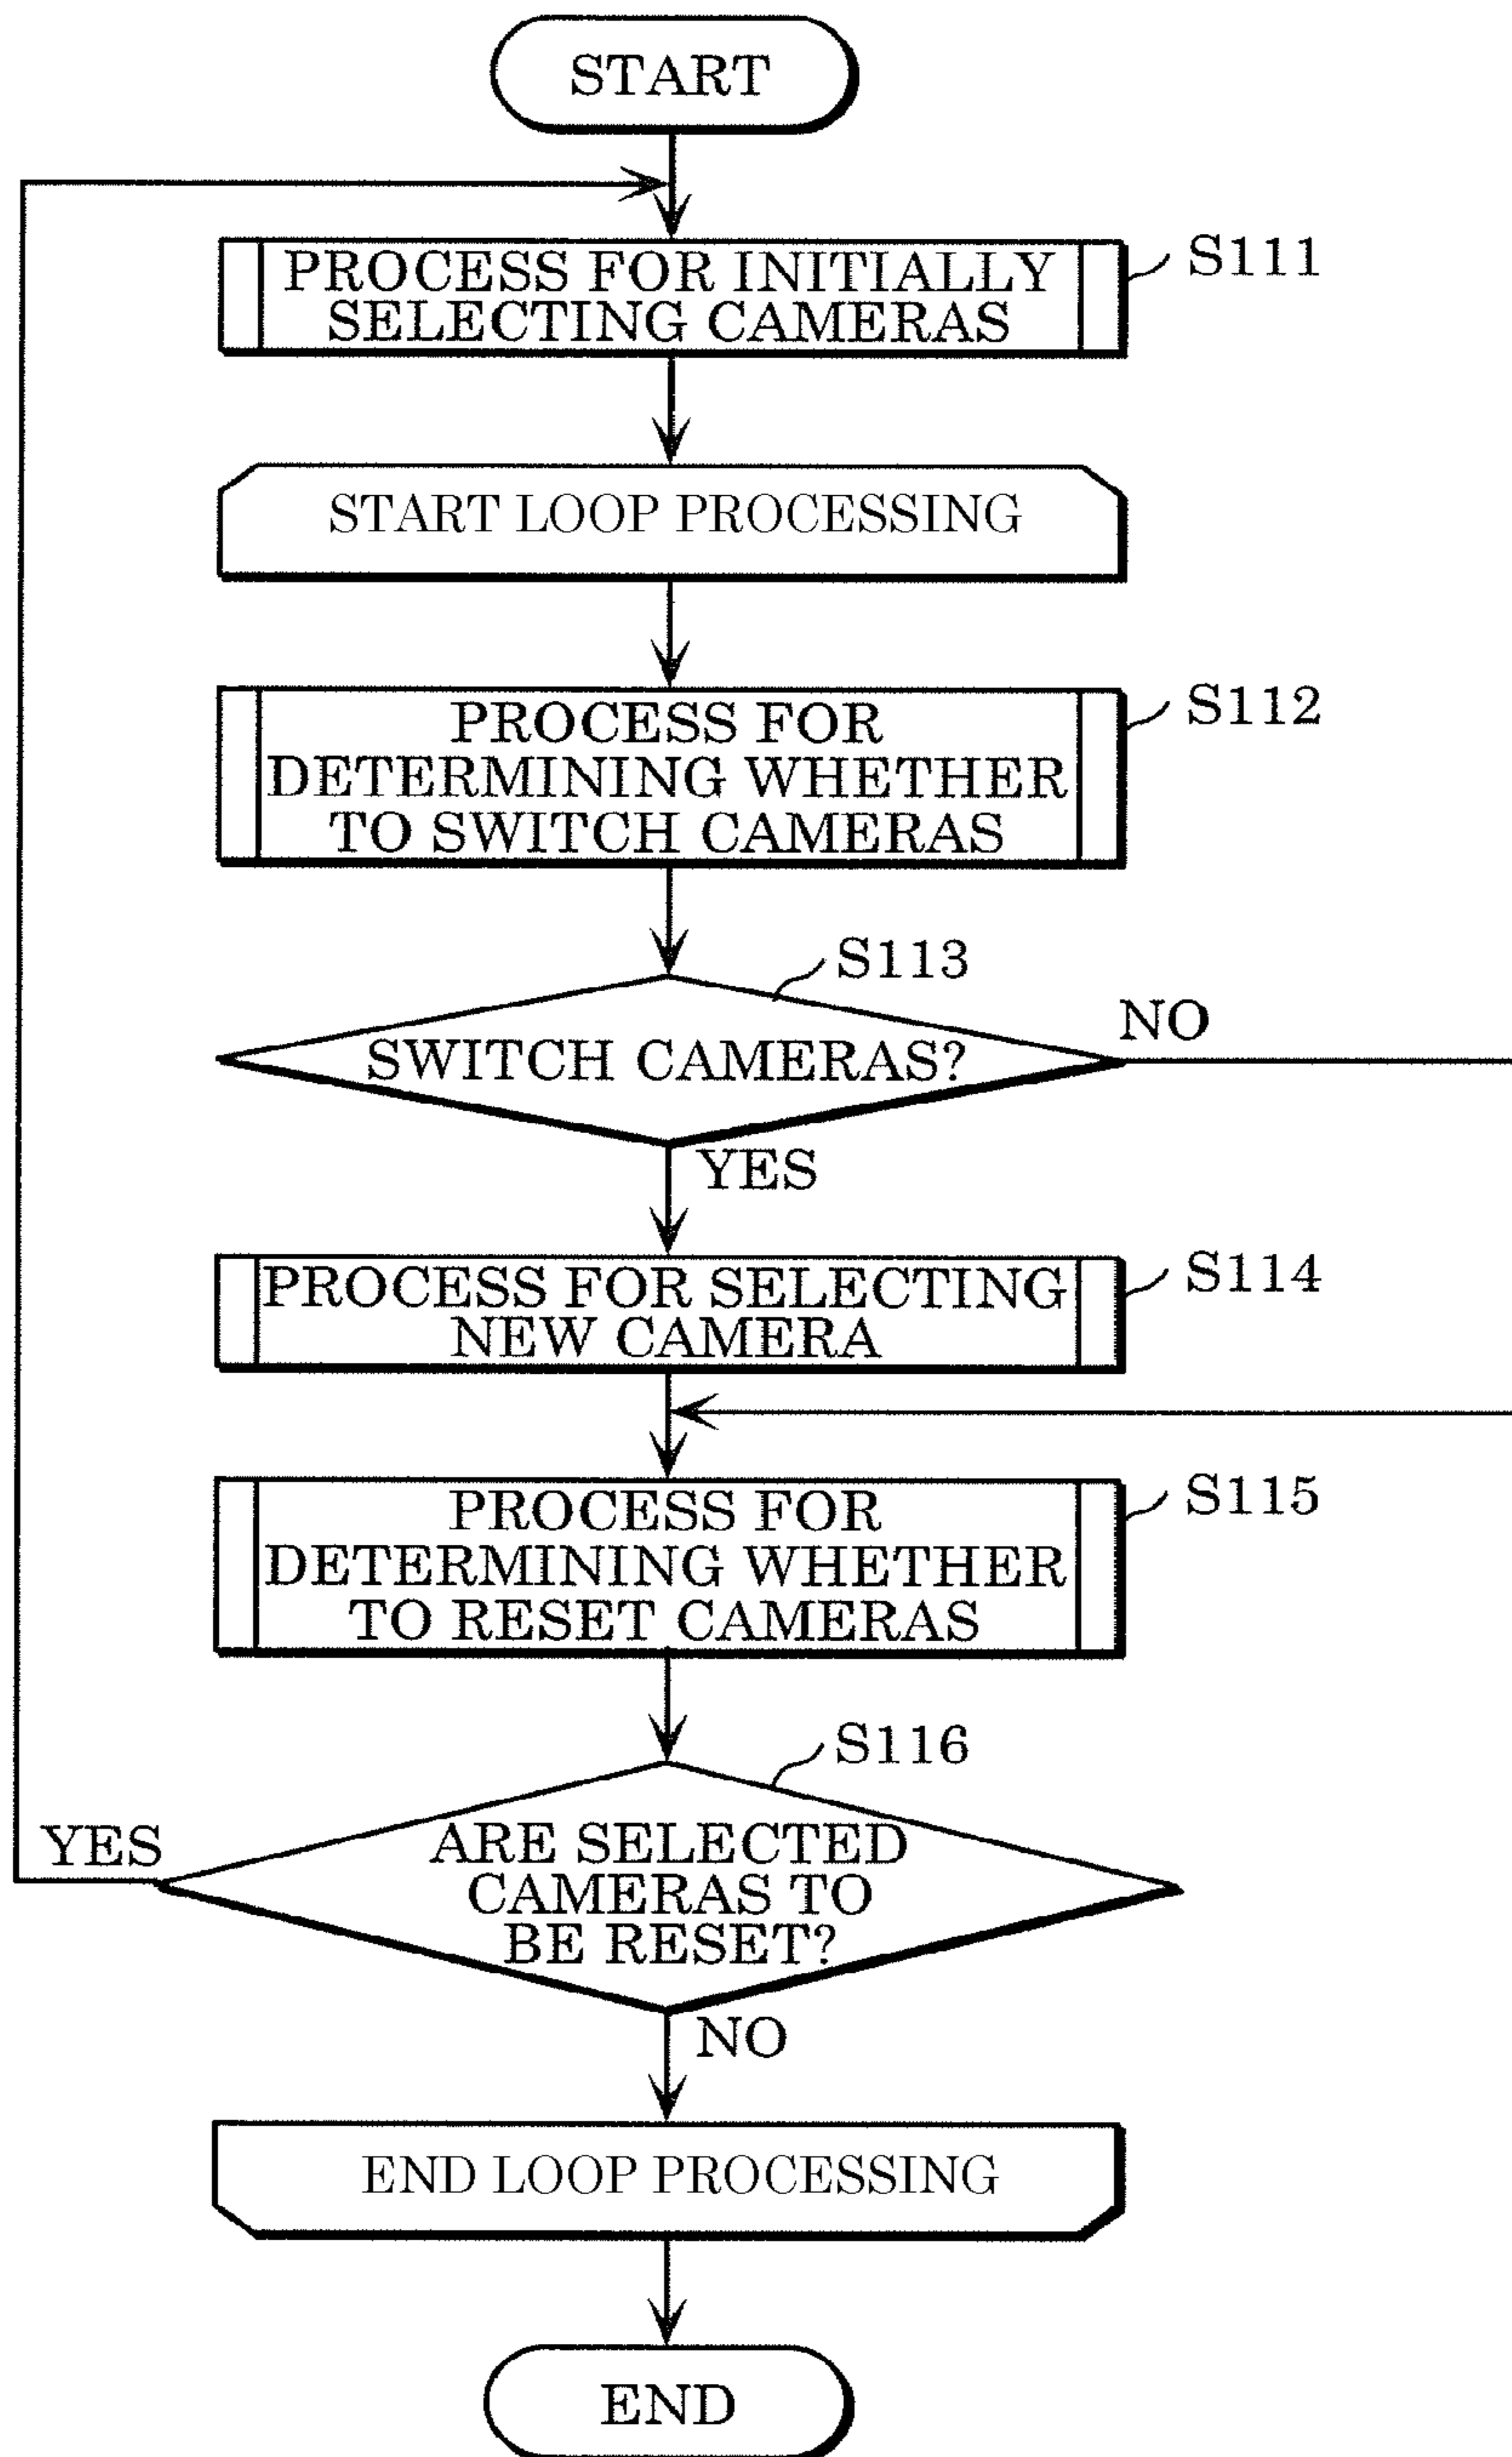 START
PROCESS FOR INITIALLY
SELECTING CAMERAS
S111
START LOOP PROCESSING
PROCESS FOR
DETERMINING WHETHER
TO SWITCH CAMERAS
S112
S113
SWITCH CAMERAS?
NO
YES
PROCESS FOR SELECTING
NEW CAMERA
S114
PROCESS FOR
DETERMINING WHETHER
TO RESET CAMERAS
S115
S116
YES
ARE SELECTED
CAMERAS TO
BE RESET?
NO
END LOOP PROCESSING
END